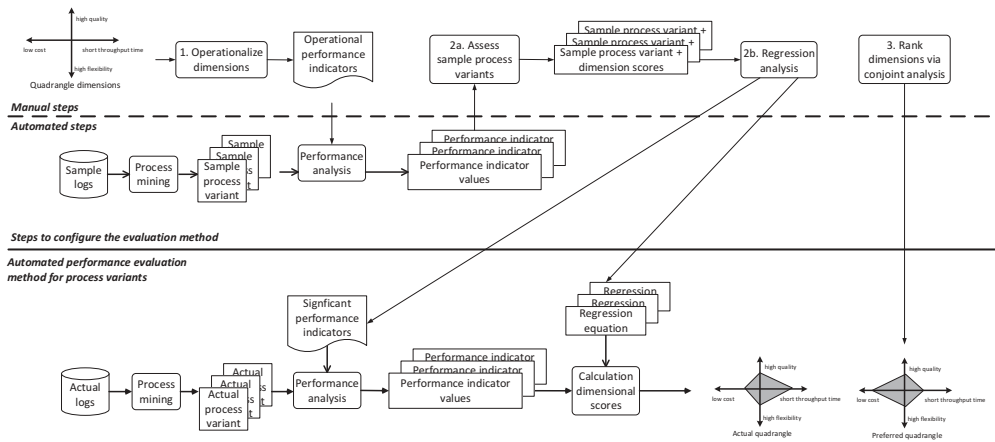 high quality
low cost
short throughput time
high flexibility
Quadrangle dimensions
1. Operationalize
dimensions
Operational
performance
indicators
2a. Assess
sample process
variants
Sample process variant +
Sample process variant +
Sample process variant +
dimension scores
2b. Regression
analysis
3. Rank
dimensions via
conjoint analysis
Manual steps
Automated steps
Sample
logs
Process
mining
Sample
Sample
Sample
process
variant
Performance
analysis
Performance indicator
Performance indicator
Performance indicator
values
Steps to configure the evaluation method
Automated performance evaluation
method for process variants
Signficant
performance
indicators
Regression
Regression
Regression
equation
Actual
logs
Process
mining
Actual
Actual
Actual
process
variant
Performance
analysis
Performance indicator
Performance indicator
Performance indicator
values
Calculation
dimensional
scores
high quality
low cost
short throughput time
high flexibility
Actual quadrangle
high quality
low cost
short throughput time
high flexibility
Preferred quadrangle